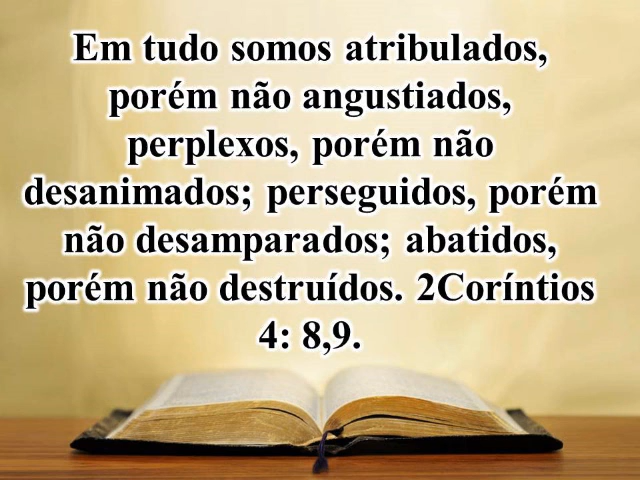 Em tudo somos atribulados,
porém não angustiados,
perplexos, porém não
desanimados; perseguidos, porém
não desamparados; abatidos,
porém não destruídos. 2Coríntios
4: 8,9.